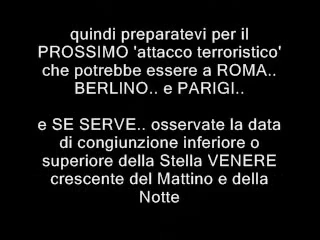 quindi preparatevi per il
PROSSIMO 'attacco terroristico'
che potrebbe essere a ROMA..
BERLINO.. e PARIGI..
e SE SERVE.. osservate la data
di congiunzione inferiore o
superiore della Stella VENERE
crescente del Mattino e della
Notte